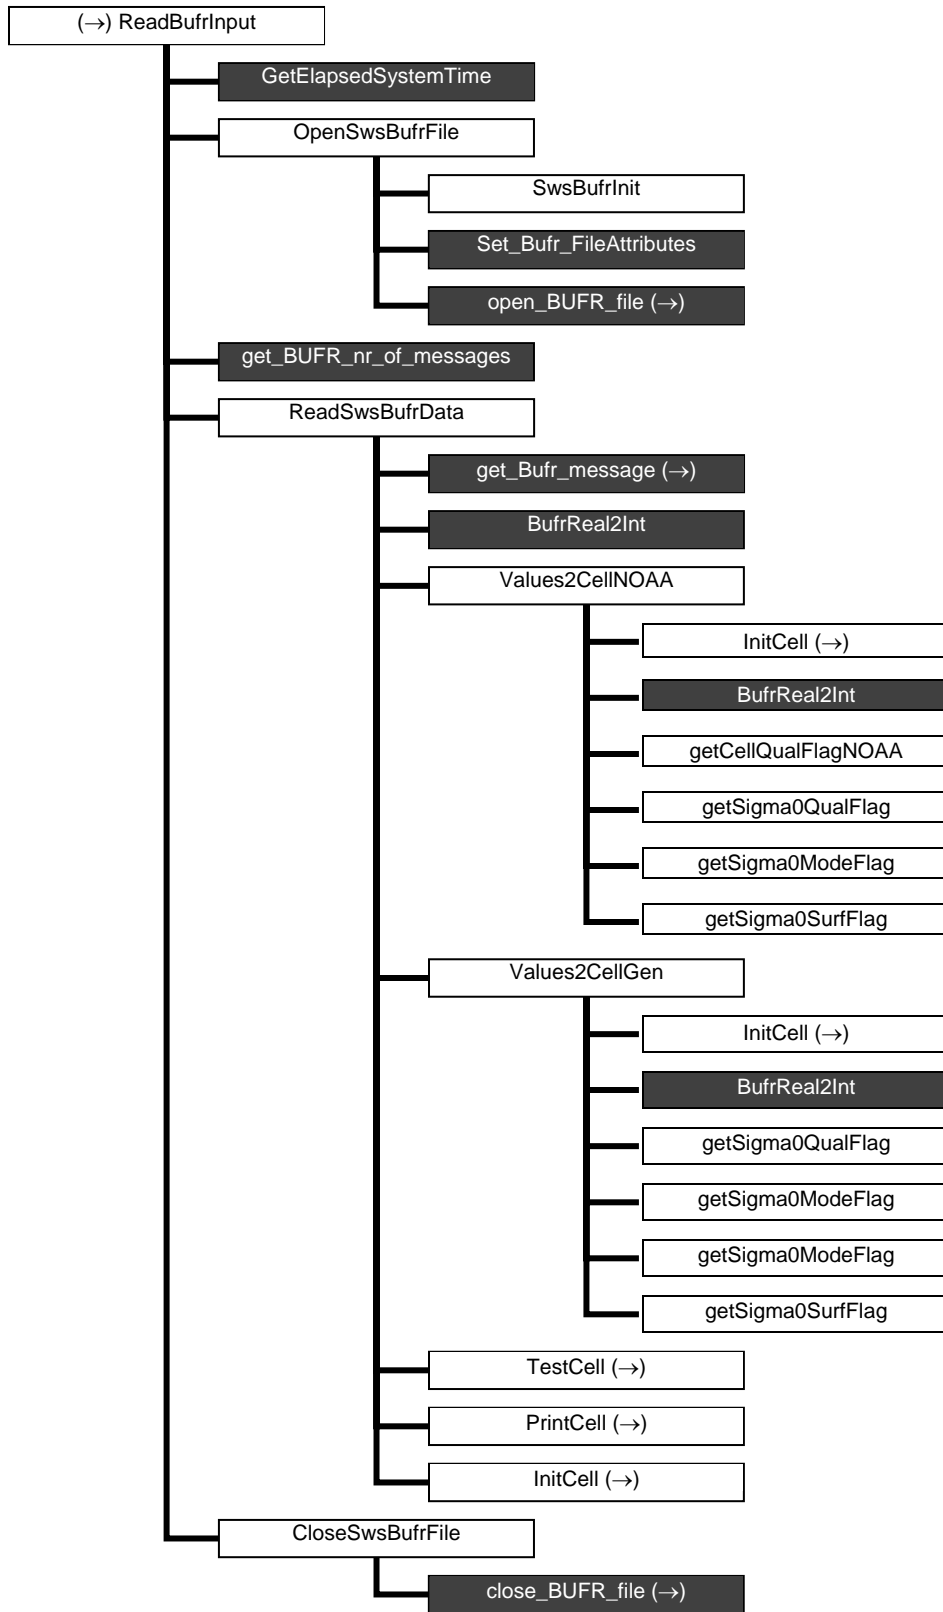 (→) ReadBufrInput
GetElapsedSystemTime
OpenSwsBufrFile
SwsBufrInit
Set_Bufr_FileAttributes
open_BUFR_file (→)
get_BUFR_nr_of_messages
ReadSwsBufrData
get_Bufr_message (→)
BufrReal2Int
Values2CellNOAA
InitCell (→)
BufrReal2Int
getCellQualFlagNOAA
getSigma0QualFlag
getSigma0ModeFlag
getSigma0SurfFlag
Values2CellGen
InitCell (→)
BufrReal2Int
getSigma0QualFlag
getSigma0ModeFlag
getSigma0ModeFlag
getSigma0SurfFlag
TestCell (→)
PrintCell (→)
InitCell (→)
CloseSwsBufrFile
close_BUFR_file (→)